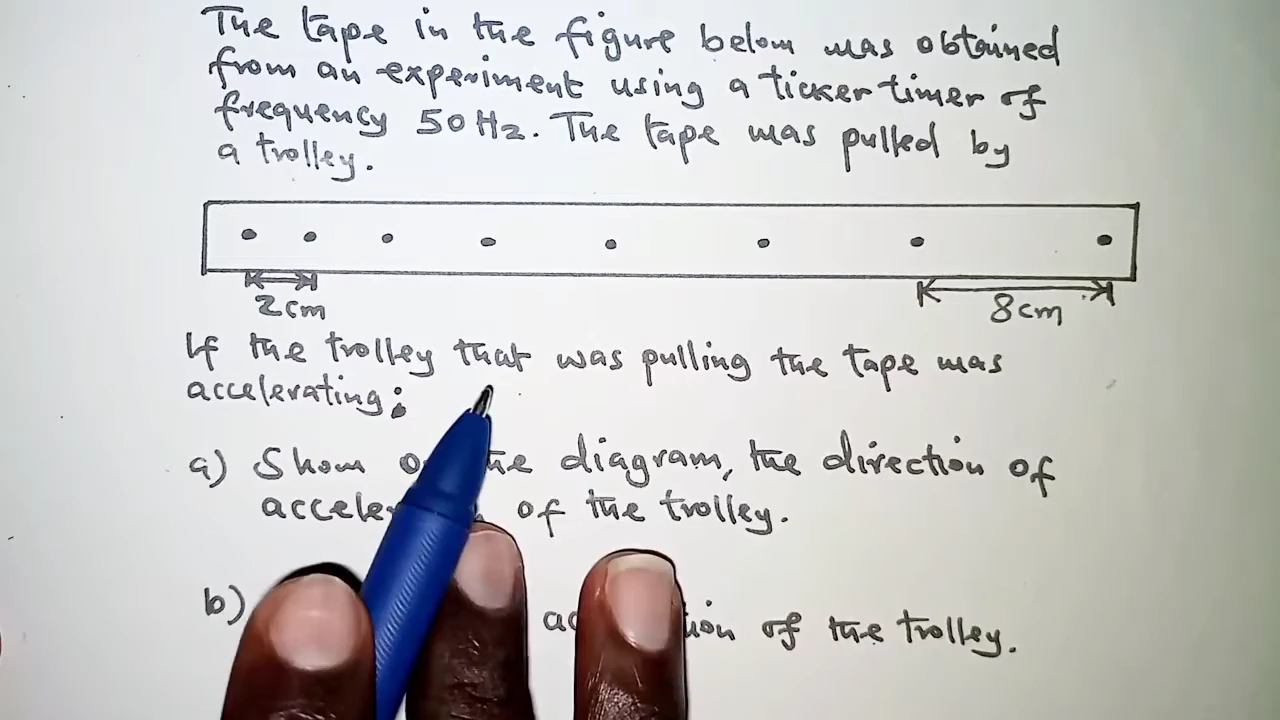 The tape in the figure below was obtained
from an experiment using a ticker timer of
frequency 50 Hz. The tape was pulled by
a trolley.
2cm
8cm
If the trolley that was pulling the tape was
accelerating:
a) Show the diagram, the direction of
of the trolley.
b) of the trolley.